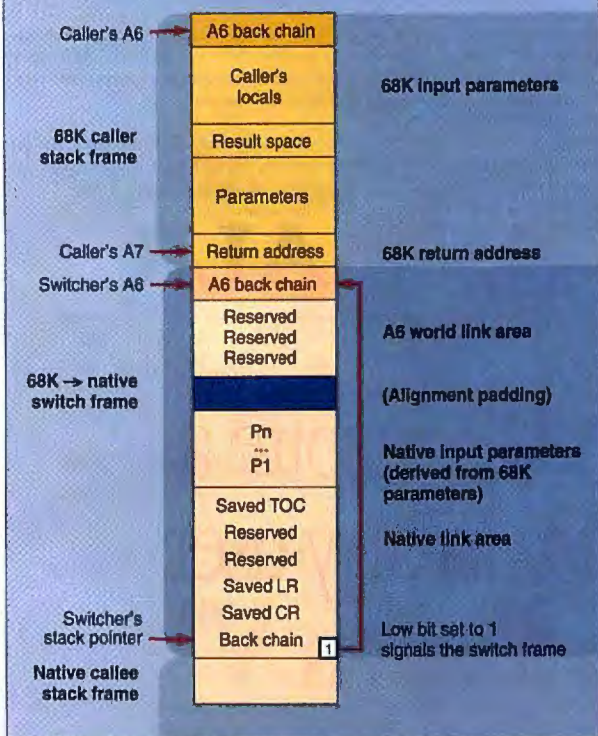 Caller's A6
A6 back chain
Caller's
locals
68K input parameters
68K caller
stack frame
Result space
Parameters
Caller's A7
Return address
68K return address
Switcher's A6
A6 back chain
Reserved
Reserved
Reserved
A6 world link area
68K → native
switch frame
(Alignment padding)
Pn
...
P1
Native input parameters
(derived from 68K
parameters)
Saved TOC
Reserved
Reserved
Saved LR
Saved CR
Back chain
1
Native link area
Switcher's
stack pointer
Low bit set to 1
signals the switch frame
Native callee
stack frame